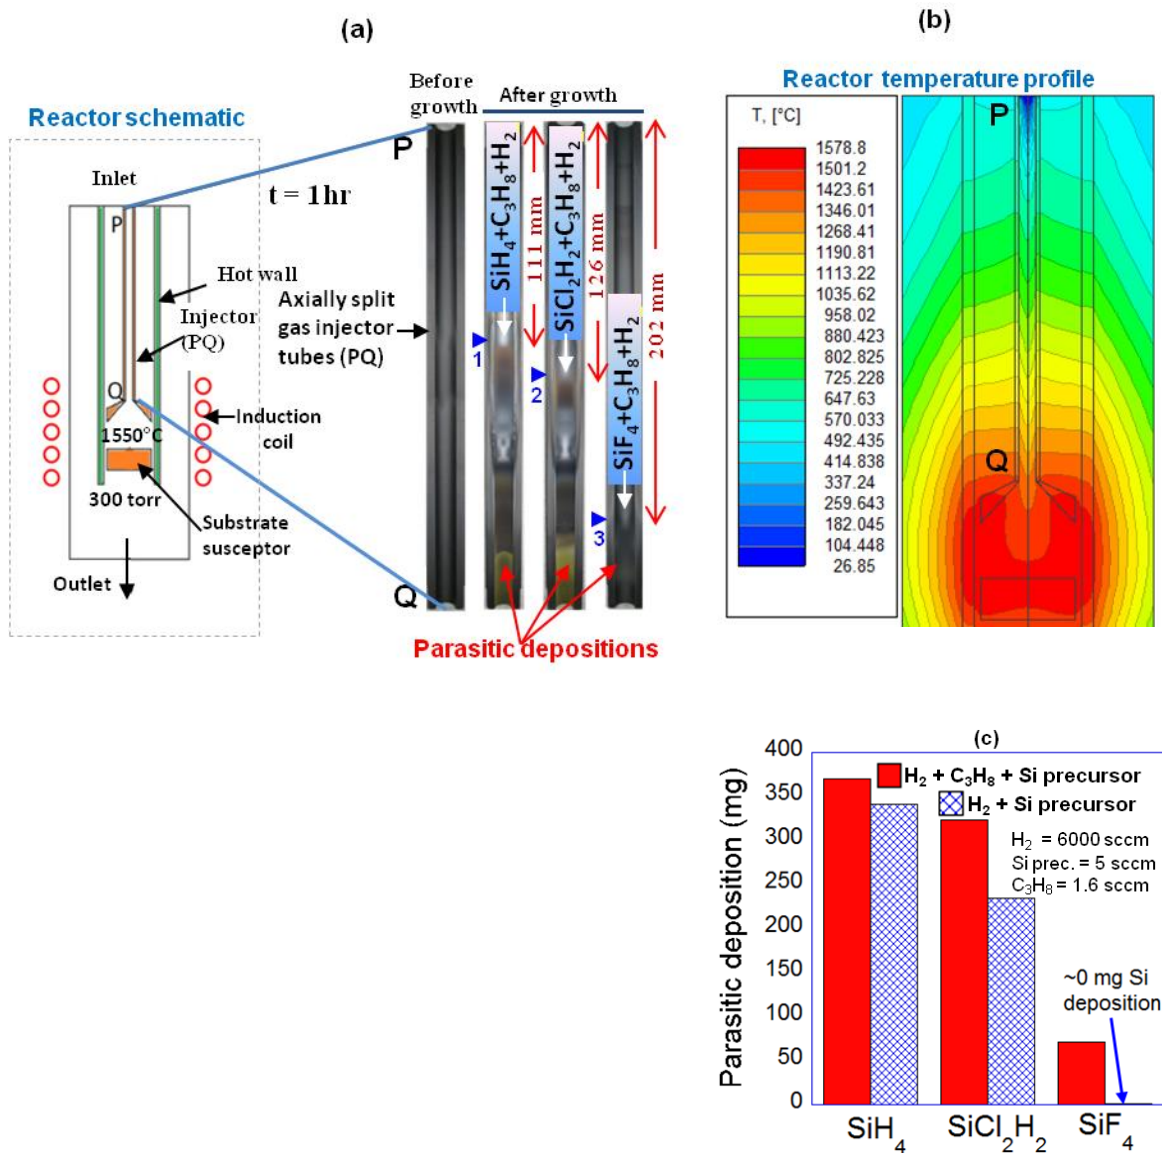 (a)
Reactor schematic
Inlet
P
t = 1hr
Hot wall
Injector
(PQ)
Q
1550°C
Induction
coil
300 torr
Substrate
susceptor
Outlet
Before
growth
After growth
P
Axially split
gas injector
tubes (PQ)
Q
SiH4+C3H8+H2
111 mm
1
SiCl2H2+C3H8+H2
126 mm
2
SiF4+C3H8+H2
202 mm
3
Parasitic depositions
(b)
Reactor temperature profile
T, [°C]
1578.8
1501.2
1423.61
1346.01
1268.41
1190.81
1113.22
1035.62
958.02
880.423
802.825
725.228
647.63
570.033
492.435
414.838
337.24
259.643
182.045
104.448
26.85
P
Q
(c)
Parasitic deposition (mg)
400
350
300
250
200
150
100
50
0
H2 + C3H8 + Si precursor
H2 + Si precursor
H2 = 6000 sccm
Si prec. = 5 sccm
C3H8 = 1.6 sccm
~0 mg Si
deposition
SiH4
SiCl2H2
SiF4